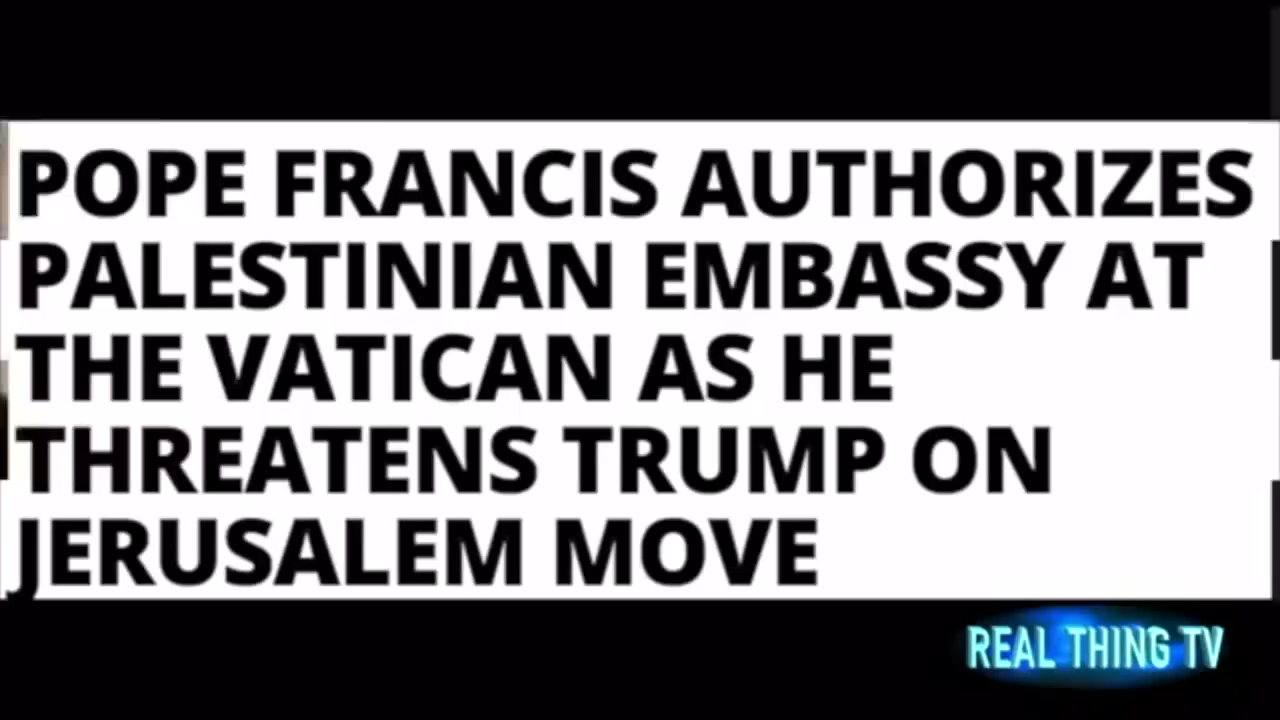 POPE FRANCIS AUTHORIZES
PALESTINIAN EMBASSY AT
THE VATICAN AS HE
THREATENS TRUMP ON
JERUSALEM MOVE
REAL THING TV